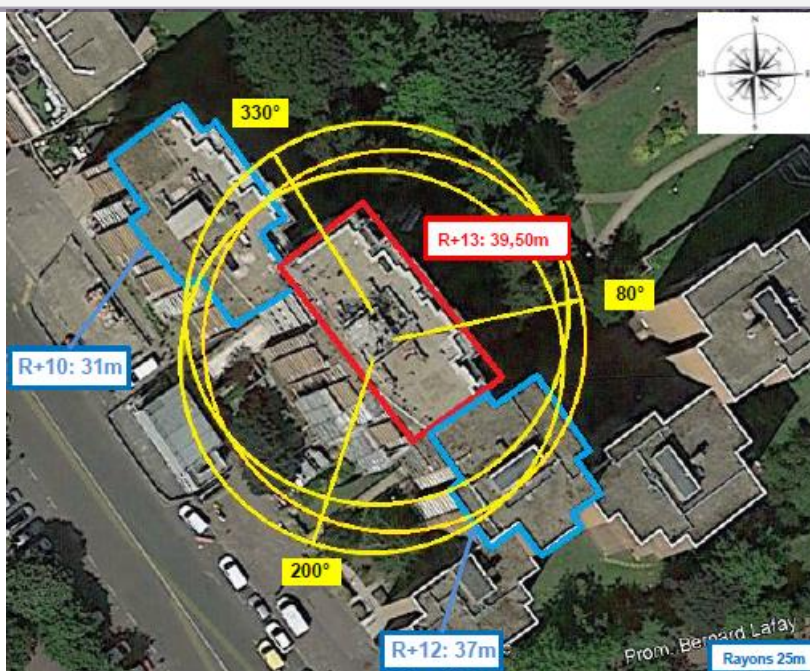 N
O
E
S
330°
R+13: 39,50m
80°
R+10: 31m
200°
R+12: 37m
Prom. Bernard Lafay
Rayons 25m